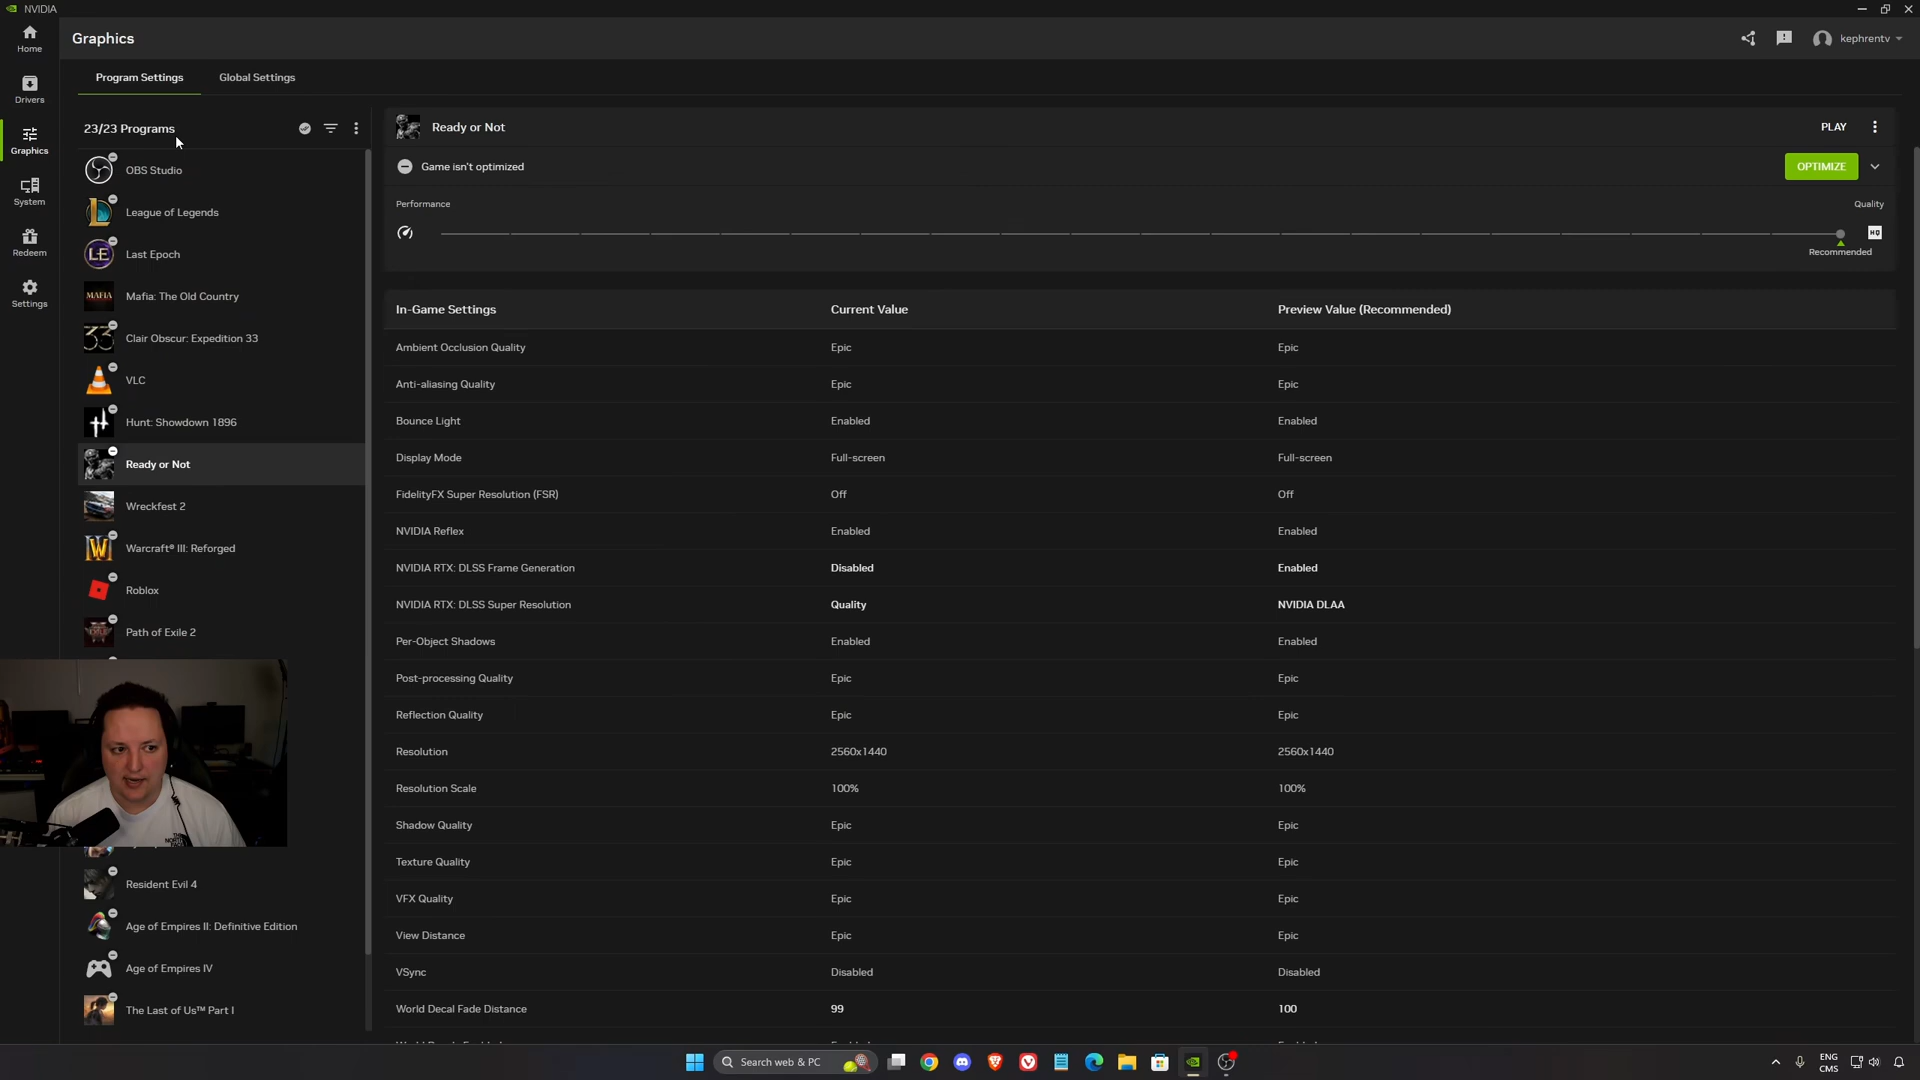 NVIDIA
Home
Drivers
Graphics
System
Redeem
Settings
Graphics
kephrentv
Program Settings
Global Settings
23/23 Programs
OBS Studio
League of Legends
Last Epoch
Mafia: The Old Country
Clair Obscur: Expedition 33
VLC
Hunt: Showdown 1896
Ready or Not
Wreckfest 2
Warcraft® III: Reforged
Roblox
Path of Exile 2
Resident Evil 4
Age of Empires II: Definitive Edition
Age of Empires IV
The Last of Us™ Part I
Ready or Not
PLAY
Game isn't optimized
OPTIMIZE
Performance
Quality
HQ
Recommended
In-Game Settings Current Value Preview Value (Recommended)
Ambient Occlusion Quality Epic Epic
Anti-aliasing Quality Epic Epic
Bounce Light Enabled Enabled
Display Mode Full-screen Full-screen
FidelityFX Super Resolution (FSR) Off Off
NVIDIA Reflex Enabled Enabled
NVIDIA RTX: DLSS Frame Generation Disabled Enabled
NVIDIA RTX: DLSS Super Resolution Quality NVIDIA DLAA
Per-Object Shadows Enabled Enabled
Post-processing Quality Epic Epic
Reflection Quality Epic Epic
Resolution 2560x1440 2560x1440
Resolution Scale 100% 100%
Shadow Quality Epic Epic
Texture Quality Epic Epic
VFX Quality Epic Epic
View Distance Epic Epic
VSync Disabled Disabled
World Decal Fade Distance 99 100
Search web & PC
ENG
CMS